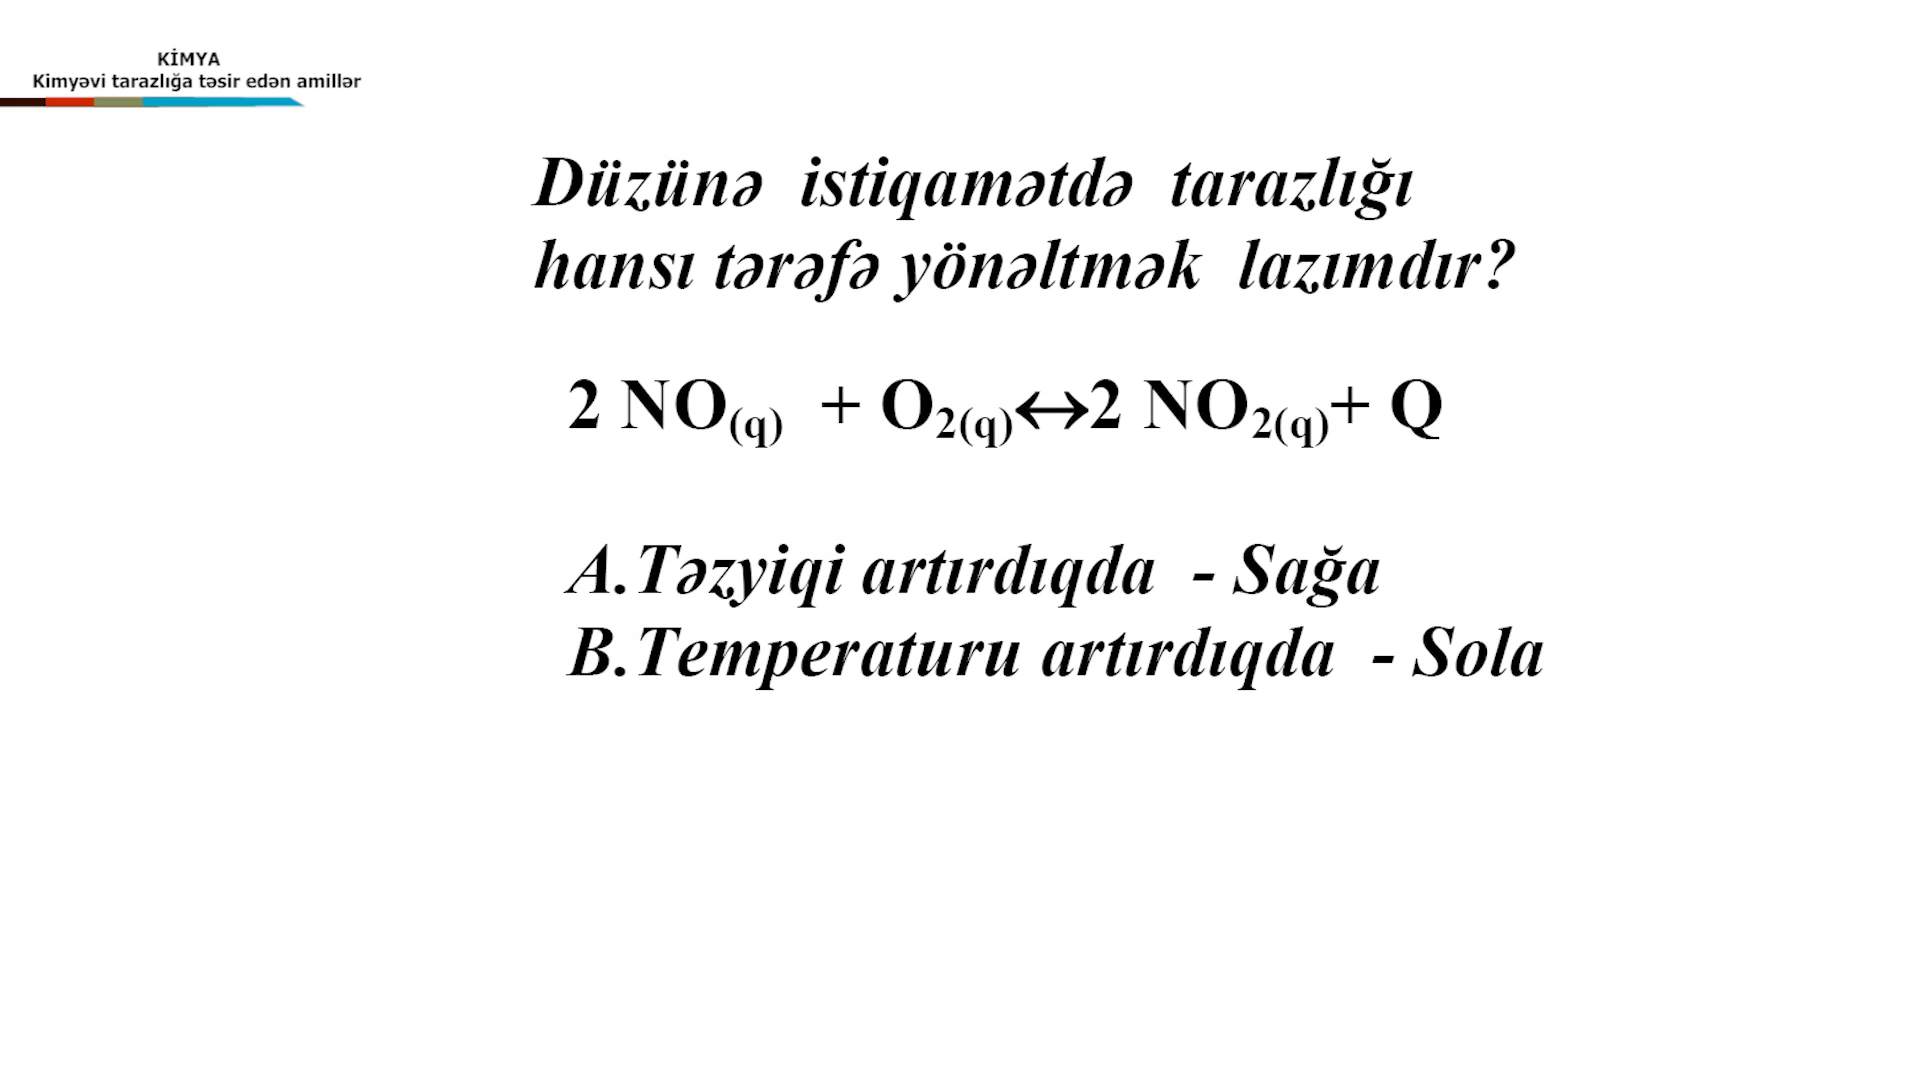 KİMYA
Kimyəvi tarazlığa təsir edən amillər
Düzünə istiqamətdə tarazlığı
hansı tərəfə yönəltmək lazımdır?
2 NO(q) + O2(q)↔2 NO2(q)+ Q
A.Təzyiqi artırdıqda - Sağa
B.Temperaturu artırdıqda - Sola